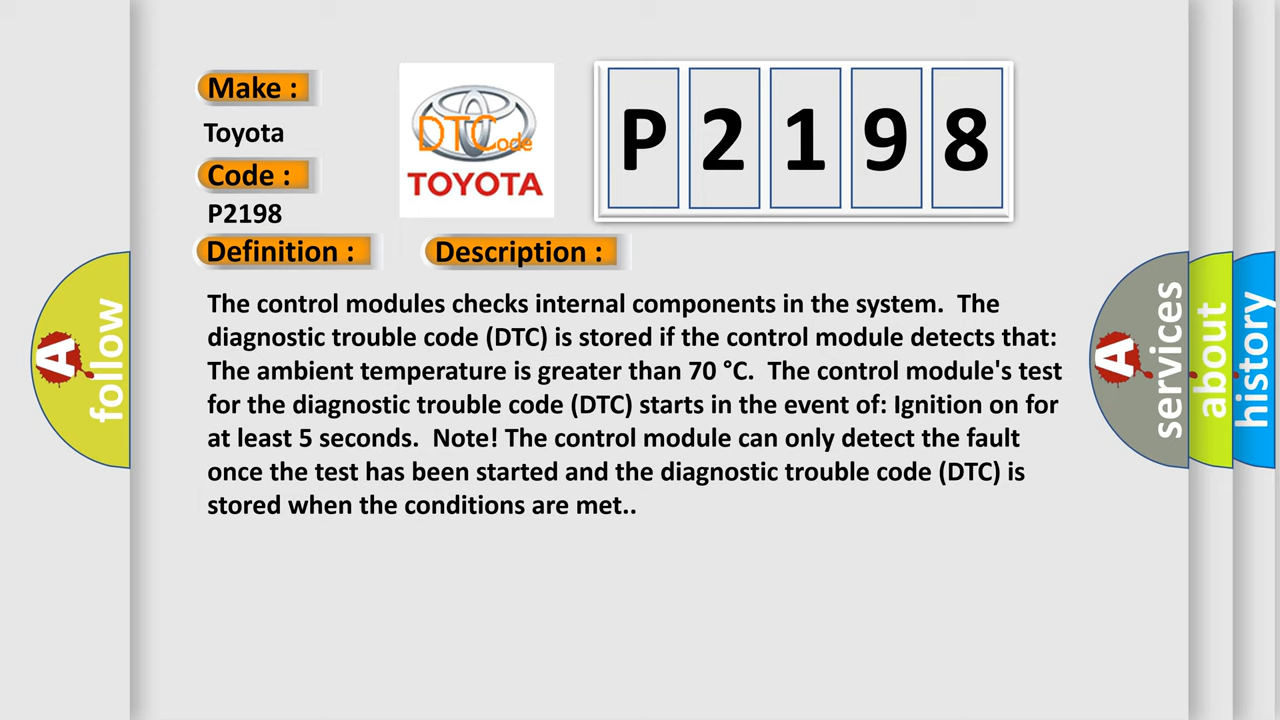 Make :
Toyota
Code :
P2198
Definition :
Description :
DTCode
TOYOTA
P 2 1 9 8
The control modules checks internal components in the system. The
diagnostic trouble code (DTC) is stored if the control module detects that:
The ambient temperature is greater than 70 °C. The control module's test
for the diagnostic trouble code (DTC) starts in the event of: Ignition on for
at least 5 seconds. Note! The control module can only detect the fault
once the test has been started and the diagnostic trouble code (DTC) is
stored when the conditions are met..
A follow
A services
about
history